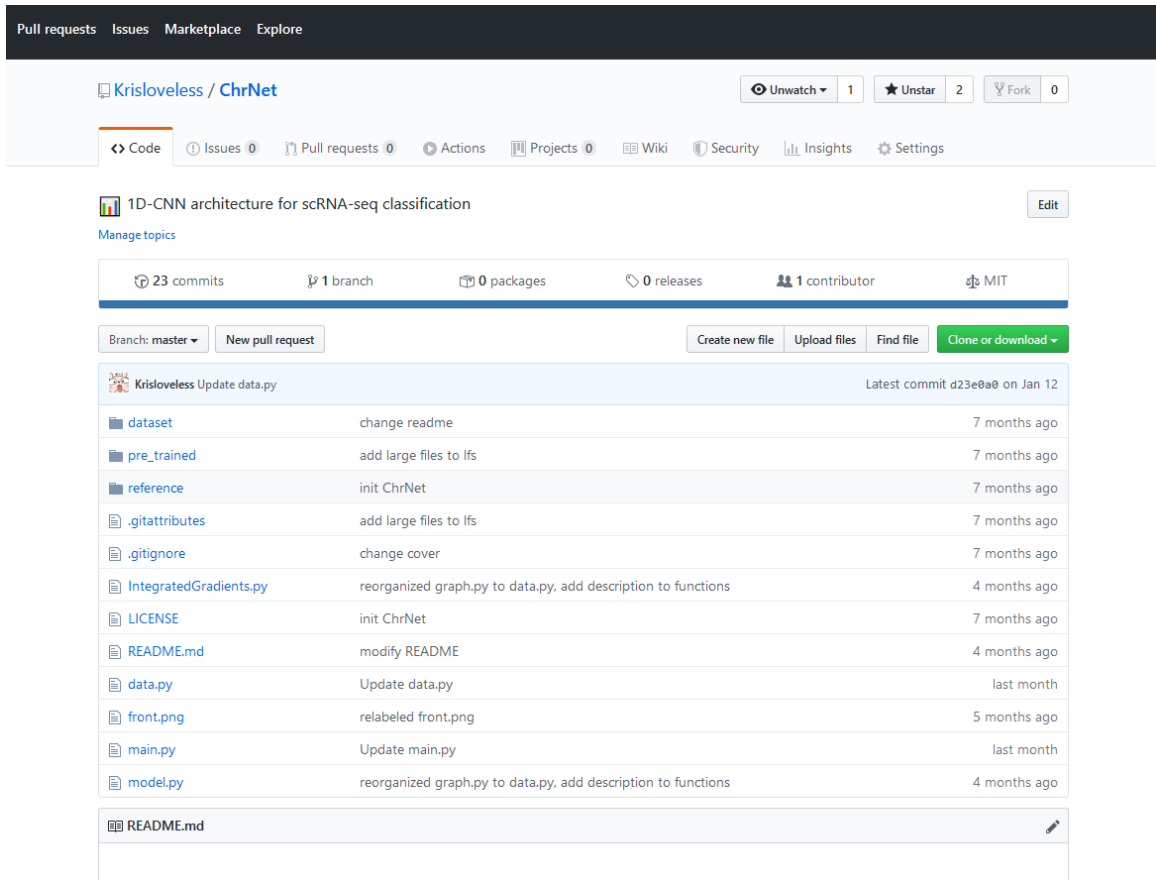 Pull requests Issues Marketplace Explore
Krisloveless / ChrNet Unwatch 1 Unstar 2 Fork 0
<> Code Issues 0 Pull requests 0 Actions Projects 0 Wiki Security Insights Settings
1D-CNN architecture for scRNA-seq classification Edit
Manage topics
23 commits 1 branch 0 packages 0 releases 1 contributor MIT
Branch: master New pull request Create new file Upload files Find file Clone or download
Krisloveless Update data.py Latest commit d23e0a0 on Jan 12
dataset change readme 7 months ago
pre_trained add large files to lfs 7 months ago
reference init ChrNet 7 months ago
.gitattributes add large files to lfs 7 months ago
.gitignore change cover 7 months ago
IntegratedGradients.py reorganized graph.py to data.py, add description to functions 4 months ago
LICENSE init ChrNet 7 months ago
README.md modify README 4 months ago
data.py Update data.py last month
front.png relabeled front.png 5 months ago
main.py Update main.py last month
model.py reorganized graph.py to data.py, add description to functions 4 months ago
README.md